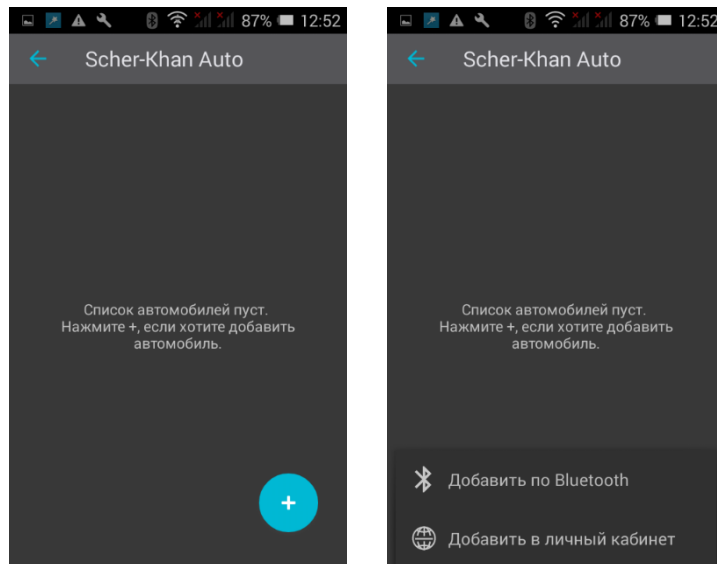 87% 12:52
Scher-Khan Auto
Список автомобилей пуст.
Нажмите +, если хотите добавить
автомобиль.
+
87% 12:52
Scher-Khan Auto
Список автомобилей пуст.
Нажмите +, если хотите добавить
автомобиль.
Добавить по Bluetooth
Добавить в личный кабинет